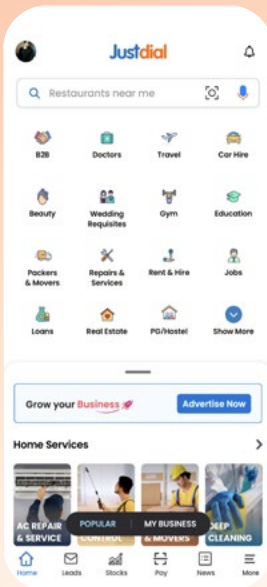 Justdial
Restaurants near me
B2B
Doctors
Travel
Car Hire
Beauty
Wedding
Requisites
Gym
Education
Packers
& Movers
Repairs &
Services
Rent & Hire
Jobs
Loans
Real Estate
PG/Hostel
Show More
Grow your Business
Advertise Now
Home Services
AC REPAIR
& SERVICE
CONTROL
& MOVERS
DEEP
CLEANING
POPULAR
MY BUSINESS
Home
Leads
Stocks
Pay
News
More